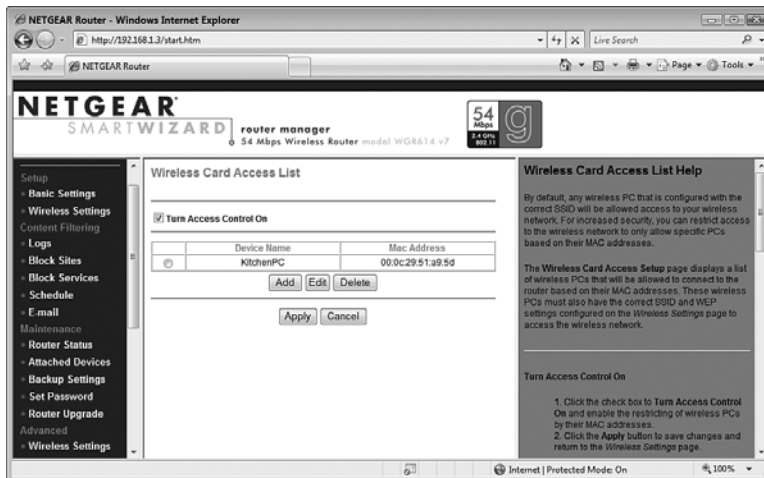 NETGEAR Router - Windows Internet Explorer
http://192.168.1.3/start.htm
Live Search
NETGEAR Router
Page
Tools
NETGEAR
SMARTWIZARD
router manager
54 Mbps Wireless Router model WGR614 v7
54
Mbps
2.4 GHz
802.11
g
Setup
Basic Settings
Wireless Settings
Content Filtering
Logs
Block Sites
Block Services
Schedule
E-mail
Maintenance
Router Status
Attached Devices
Backup Settings
Set Password
Router Upgrade
Advanced
Wireless Settings
Wireless Card Access List
Turn Access Control On
Device Name Mac Address
KitchenPC 00:0c:29:51:a9:5d
Add Edit Delete
Apply Cancel
Wireless Card Access List Help
By default, any wireless PC that is configured with the
correct SSID will be allowed access to your wireless
network. For increased security, you can restrict access
to the wireless network to only allow specific PCs
based on their MAC addresses.
The Wireless Card Access Setup page displays a list
of wireless PCs that will be allowed to connect to the
router based on their MAC addresses. These wireless
PCs must also have the correct SSID and WEP
settings configured on the Wireless Settings page to
access the wireless network.
Turn Access Control On
1. Click the check box to Turn Access Control
On and enable the restricting of wireless PCs
by their MAC addresses.
2. Click the Apply button to save changes and
return to the Wireless Settings page.
Internet | Protected Mode: On
100%